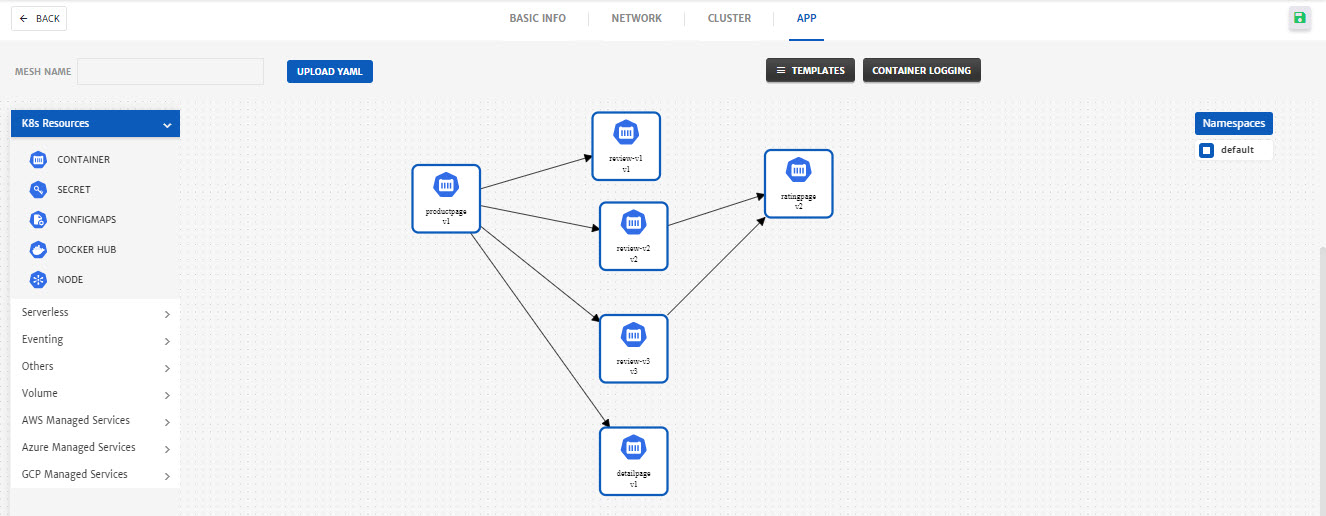 BACK
BASIC INFO
NETWORK
CLUSTER
APP
MESH NAME
UPLOAD YAML
TEMPLATES
CONTAINER LOGGING
K8s Resources
CONTAINER
SECRET
CONFIGMAPS
DOCKER HUB
NODE
Serverless
Eventing
Others
Volume
AWS Managed Services
Azure Managed Services
GCP Managed Services
productpage
v1
review-v1
v1
review-v2
v2
review-v3
v3
detailpage
v1
ratingpage
v2
Namespaces
default